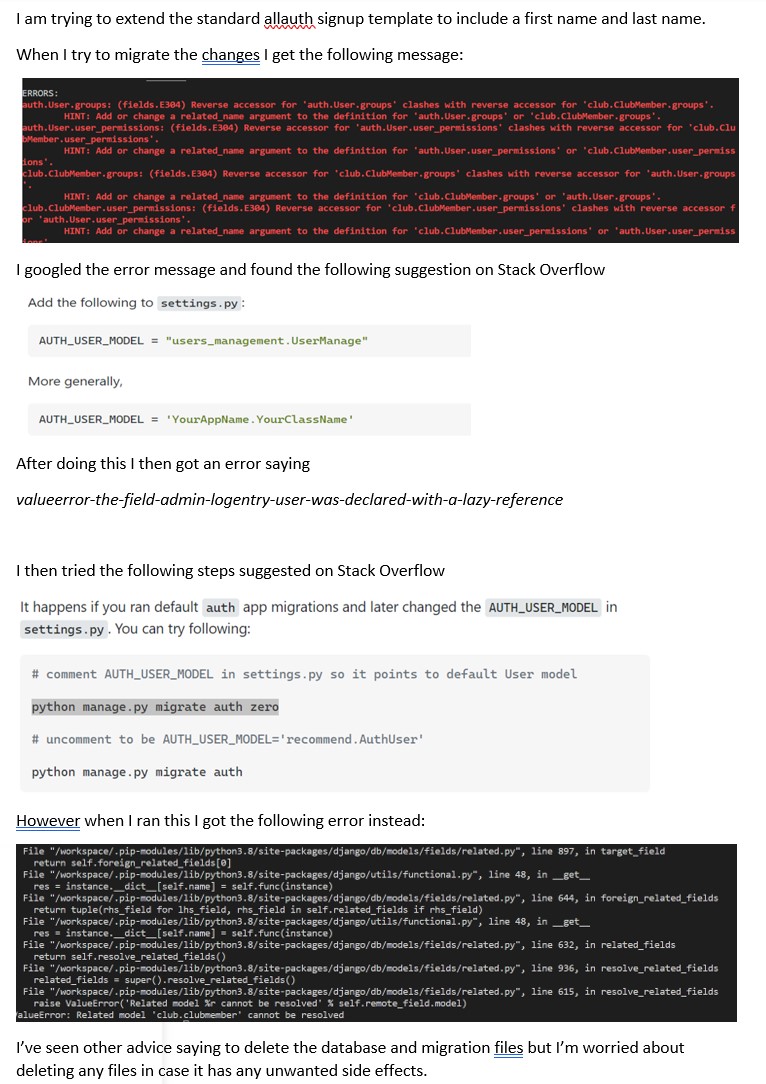 I am trying to extend the standard allauth signup template to include a first name and last name.
When I try to migrate the changes I get the following message:
ERRORS:
auth.User.groups: (fields.E304) Reverse accessor for 'auth.User.groups' clashes with reverse accessor for 'club.ClubMember.groups'.
HINT: Add or change a related_name argument to the definition for 'auth.User.groups' or 'club.ClubMember.groups'.
auth.User.user_permissions: (fields.E304) Reverse accessor for 'auth.User.user_permissions' clashes with reverse accessor for 'club.Clu
bMember.user_permissions'.
HINT: Add or change a related_name argument to the definition for 'auth.User.user_permissions' or 'club.ClubMember.user_permiss
ions'.
club.ClubMember.groups: (fields.E304) Reverse accessor for 'club.ClubMember.groups' clashes with reverse accessor for 'auth.User.groups
'.
HINT: Add or change a related_name argument to the definition for 'club.ClubMember.groups' or 'auth.User.groups'.
club.ClubMember.user_permissions: (fields.E304) Reverse accessor for 'club.ClubMember.user_permissions' clashes with reverse accessor f
or 'auth.User.user_permissions'.
HINT: Add or change a related_name argument to the definition for 'club.ClubMember.user_permissions' or 'auth.User.user_permiss
ions'
I googled the error message and found the following suggestion on Stack Overflow
Add the following to settings.py:
AUTH_USER_MODEL = "users_management.UserManage"
More generally,
AUTH_USER_MODEL = 'YourAppName.YourClassName'
After doing this I then got an error saying
valueerror-the-field-admin-logentry-user-was-declared-with-a-lazy-reference
I then tried the following steps suggested on Stack Overflow
It happens if you ran default auth app migrations and later changed the AUTH_USER_MODEL in
settings.py. You can try following:
# comment AUTH_USER_MODEL in settings.py so it points to default User model
python manage.py migrate auth zero
# uncomment to be AUTH_USER_MODEL='recommend.AuthUser'
python manage.py migrate auth
However when I ran this I got the following error instead:
File "/workspace/.pip-modules/lib/python3.8/site-packages/django/db/models/fields/related.py", line 897, in target_field
return self.foreign_related_fields[0]
File "/workspace/.pip-modules/lib/python3.8/site-packages/django/utils/functional.py", line 48, in __get__
res = instance.__dict__[self.name] = self.func(instance)
File "/workspace/.pip-modules/lib/python3.8/site-packages/django/db/models/fields/related.py", line 644, in foreign_related_fields
return tuple(rhs_field for lhs_field, rhs_field in self.related_fields if rhs_field)
File "/workspace/.pip-modules/lib/python3.8/site-packages/django/utils/functional.py", line 48, in __get__
res = instance.__dict__[self.name] = self.func(instance)
File "/workspace/.pip-modules/lib/python3.8/site-packages/django/db/models/fields/related.py", line 632, in related_fields
return self.resolve_related_fields()
File "/workspace/.pip-modules/lib/python3.8/site-packages/django/db/models/fields/related.py", line 936, in resolve_related_fields
related_fields = super().resolve_related_fields()
File "/workspace/.pip-modules/lib/python3.8/site-packages/django/db/models/fields/related.py", line 615, in resolve_related_fields
raise ValueError('Related model %r cannot be resolved' % self.remote_field.model)
ValueError: Related model 'club.clubmember' cannot be resolved
I've seen other advice saying to delete the database and migration files but I'm worried about
deleting any files in case it has any unwanted side effects.